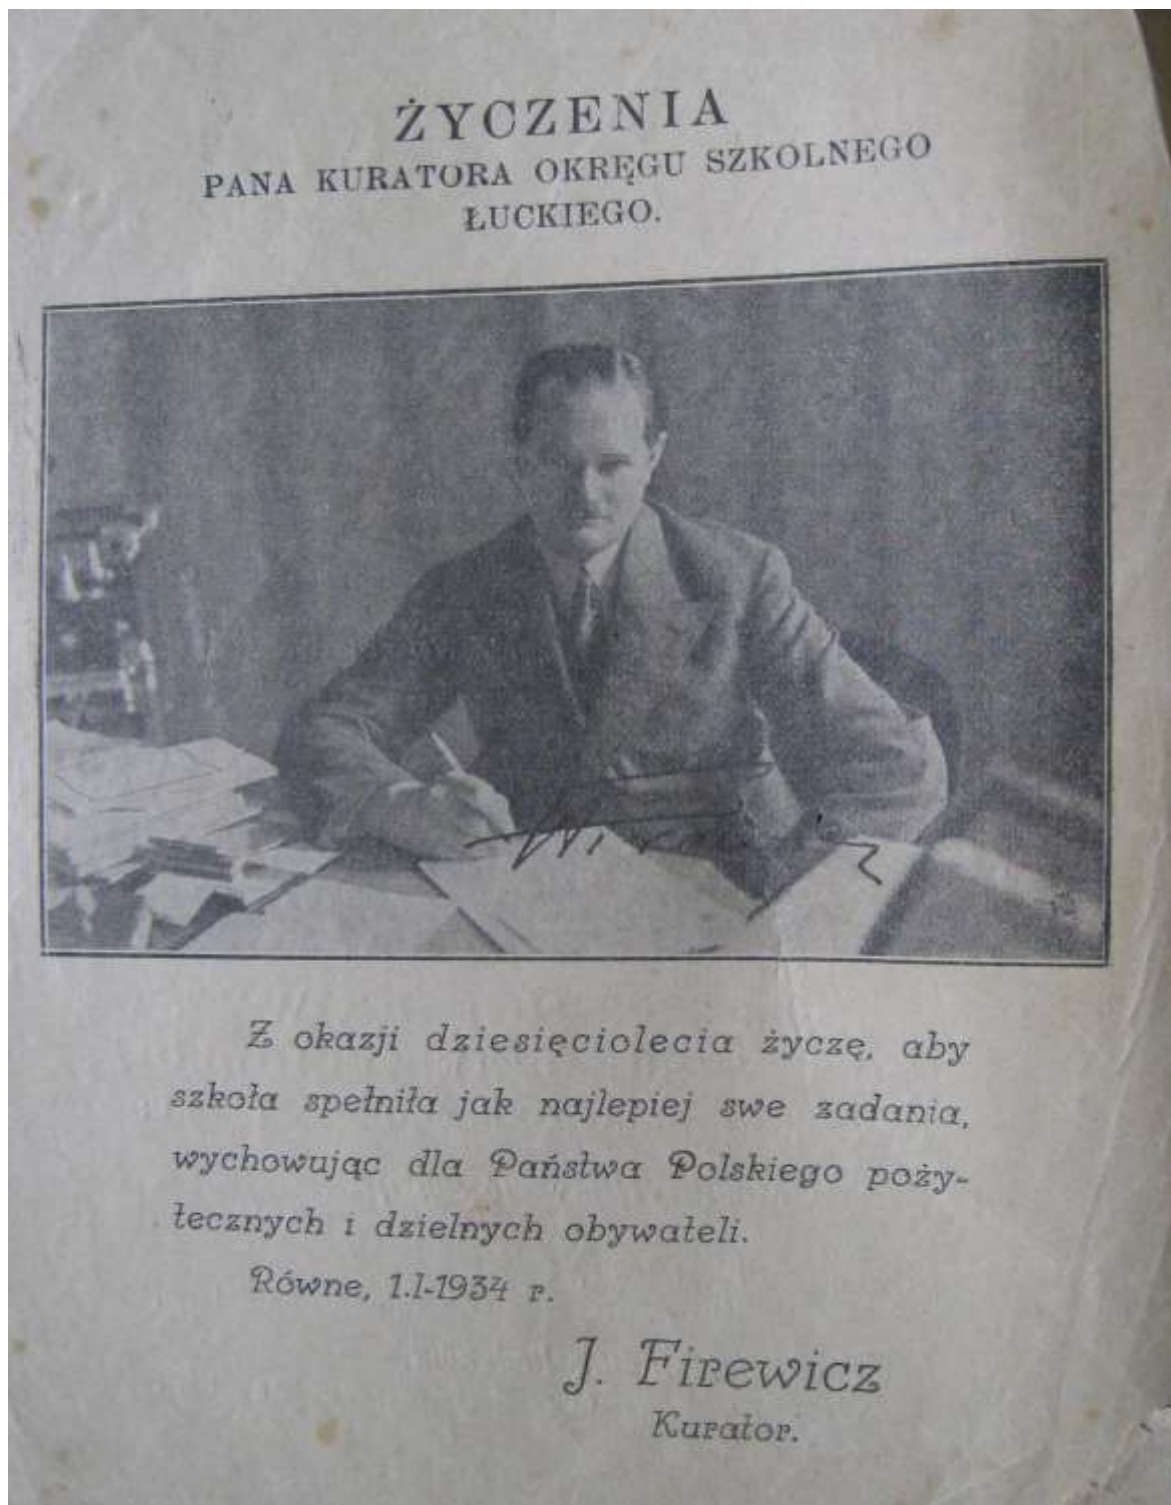 ŻYCZENIA
PANA KURATORA OKRĘGU SZKOLNEGO
ŁUCKIEGO.
Z okazji dziesięciolecia życzę, aby
szkoła spełniła jak najlepiej swe zadania,
wychowując dla Państwa Polskiego poży-
tecznych i dzielnych obywateli.
Równe, 1.I-1934 r.
J. Firewicz
Kurator.